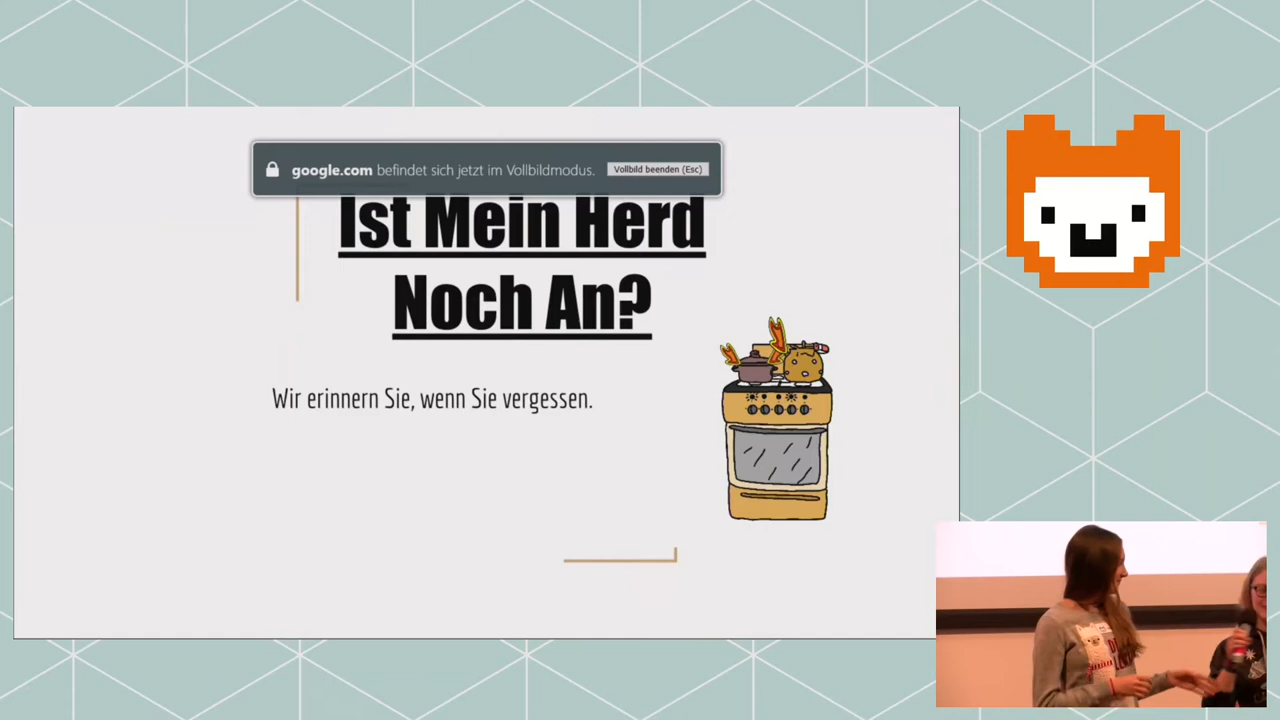 google.com befindet sich jetzt im Vollbildmodus. Vollbild beenden (Esc)
Ist Mein Herd
Noch An?
Wir erinnern Sie, wenn Sie vergessen.